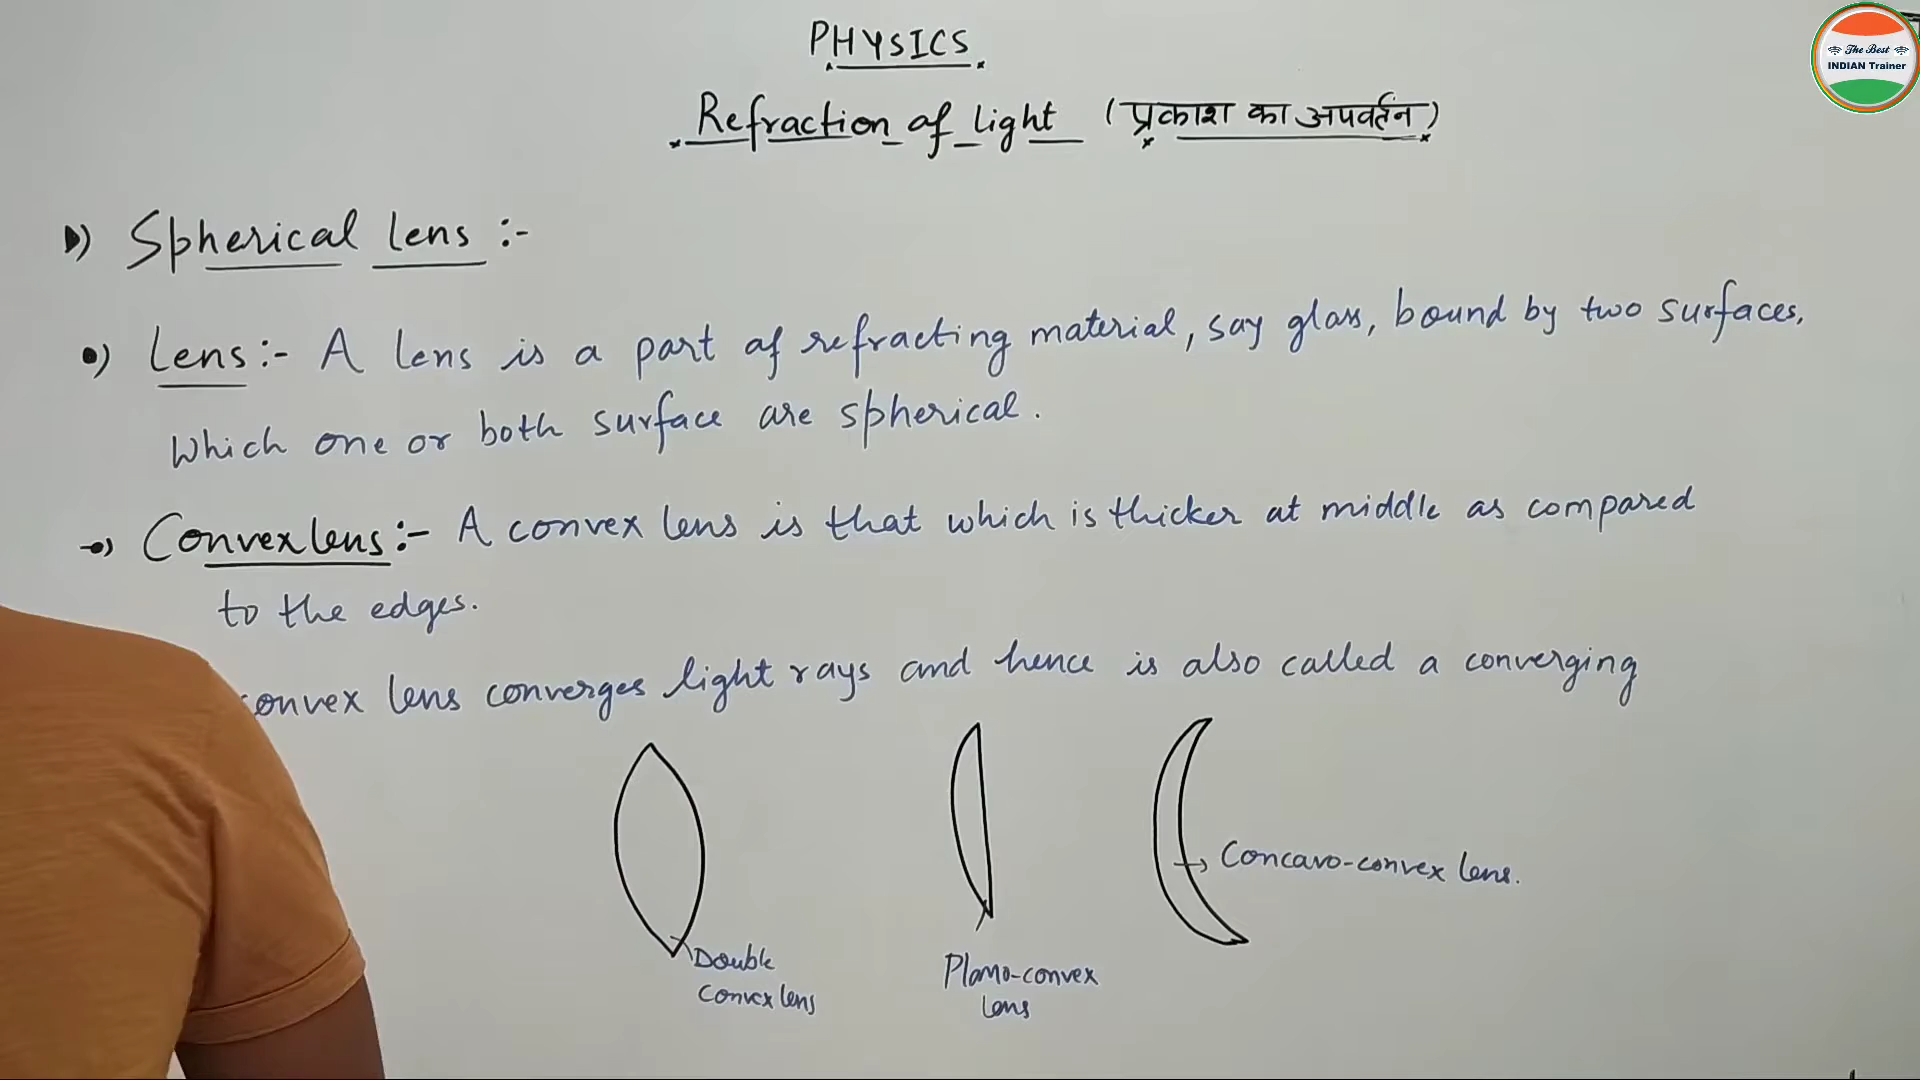 PHYSICS
Refraction of light (प्रकाश का अपवर्तन)
The Best
INDIAN Trainer
Spherical lens :-
Lens:- A lens is a part of refracting material, say glass, bound by two surfaces,
Which one or both surface are spherical.
Convex lens:- A convex lens is that which is thicker at middle as compared
to the edges.
onvex lens converges light rays and hence is also called a converging
Concavo-convex lens.
Double
Convex lens
Plano-convex
lens